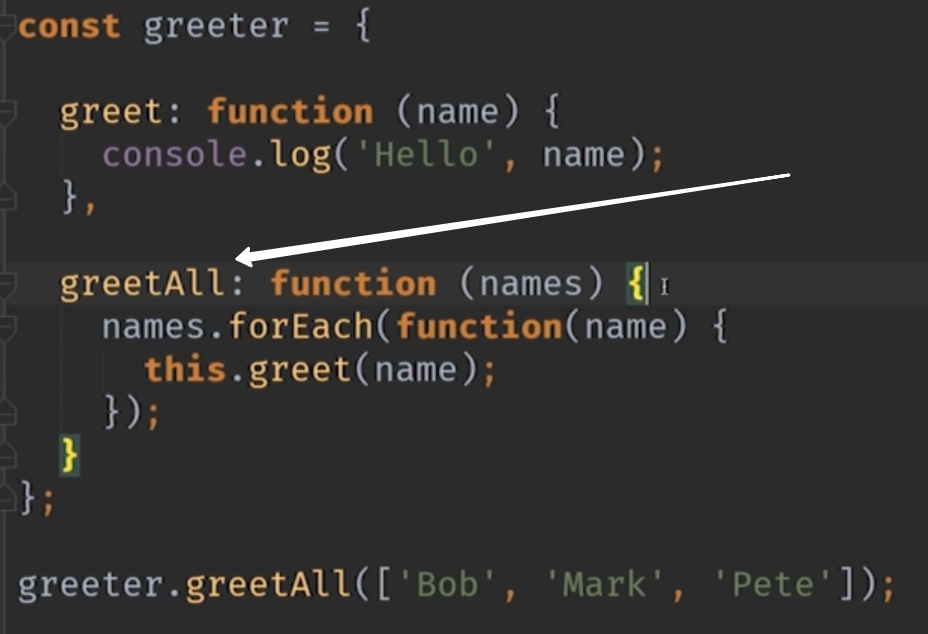 const greeter = {
greet: function (name) {
console.log('Hello', name);
},
greetAll: function (names) {
names.forEach(function(name) {
this.greet(name);
});
}
};
greeter.greetAll(['Bob', 'Mark', 'Pete']);